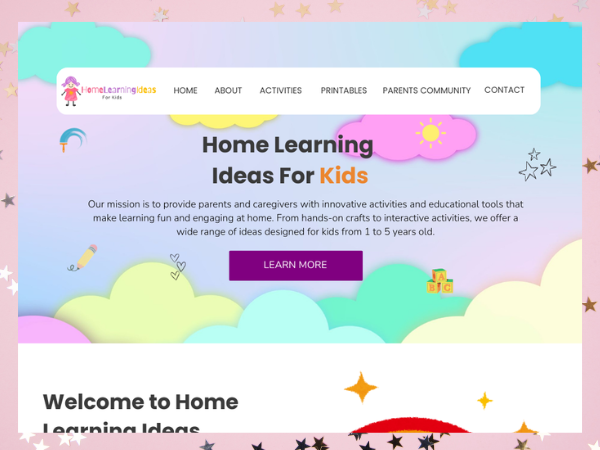 HomeLearningIdeas
For Kids
HOME ABOUT ACTIVITIES PRINTABLES PARENTS COMMUNITY CONTACT
Home Learning
Ideas For Kids
Our mission is to provide parents and caregivers with innovative activities and educational tools that
make learning fun and engaging at home. From hands-on crafts to interactive activities, we offer a
wide range of ideas designed for kids from 1 to 5 years old.
LEARN MORE
A
B C
Welcome to Home
Learning Ideas